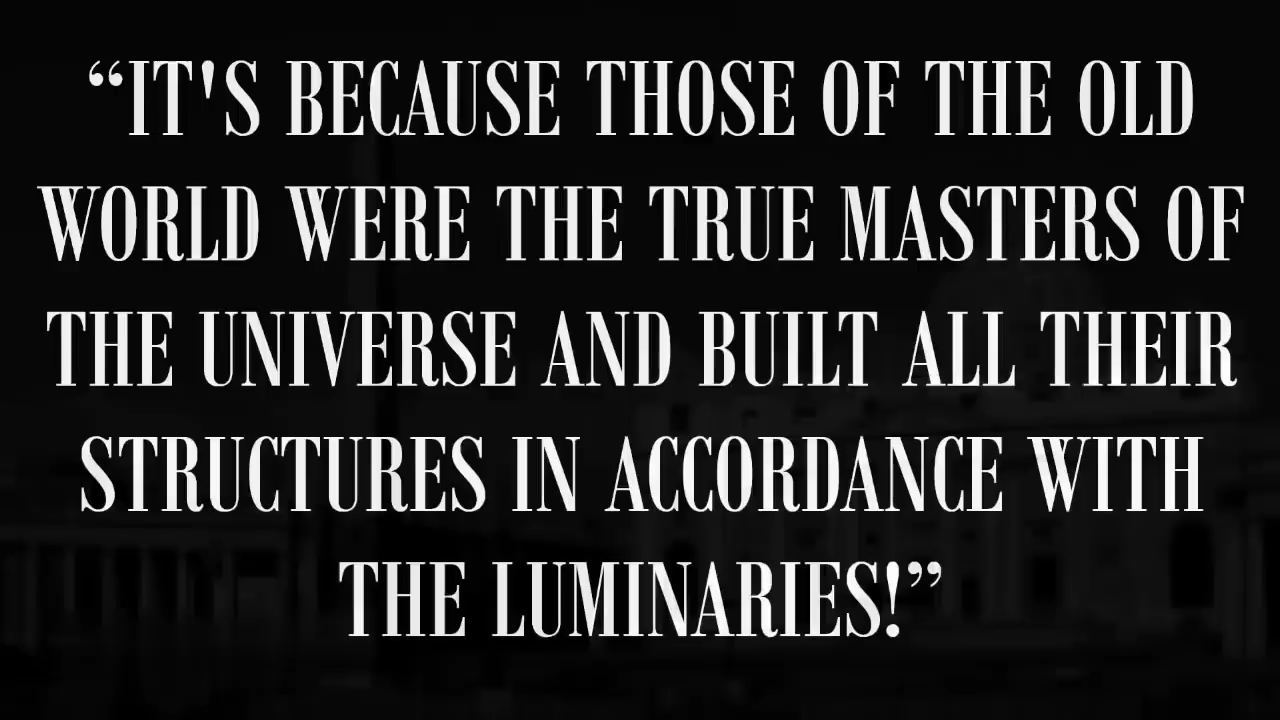 “IT'S BECAUSE THOSE OF THE OLD
WORLD WERE THE TRUE MASTERS OF
THE UNIVERSE AND BUILT ALL THEIR
STRUCTURES IN ACCORDANCE WITH
THE LUMINARIES!”